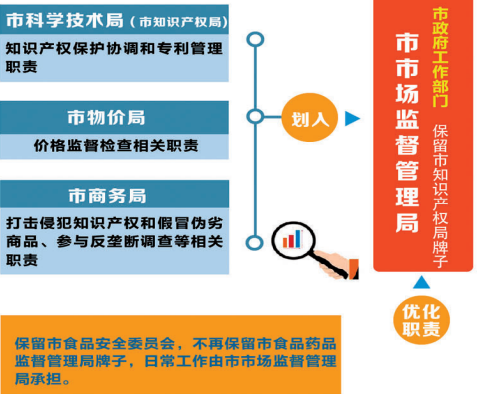 市科学技术局（市知识产权局）
知识产权保护协调和专利管理
职责
市物价局
价格监督检查相关职责
市商务局
打击侵犯知识产权和假冒伪劣
商品、参与反垄断调查等相关
职责
划入
市市场监督管理局
市政府工作部门
保留市知识产权局牌子
优化
职责
保留市食品安全委员会，不再保留市食品药品
监督管理局牌子，日常工作由市市场监督管理
局承担。